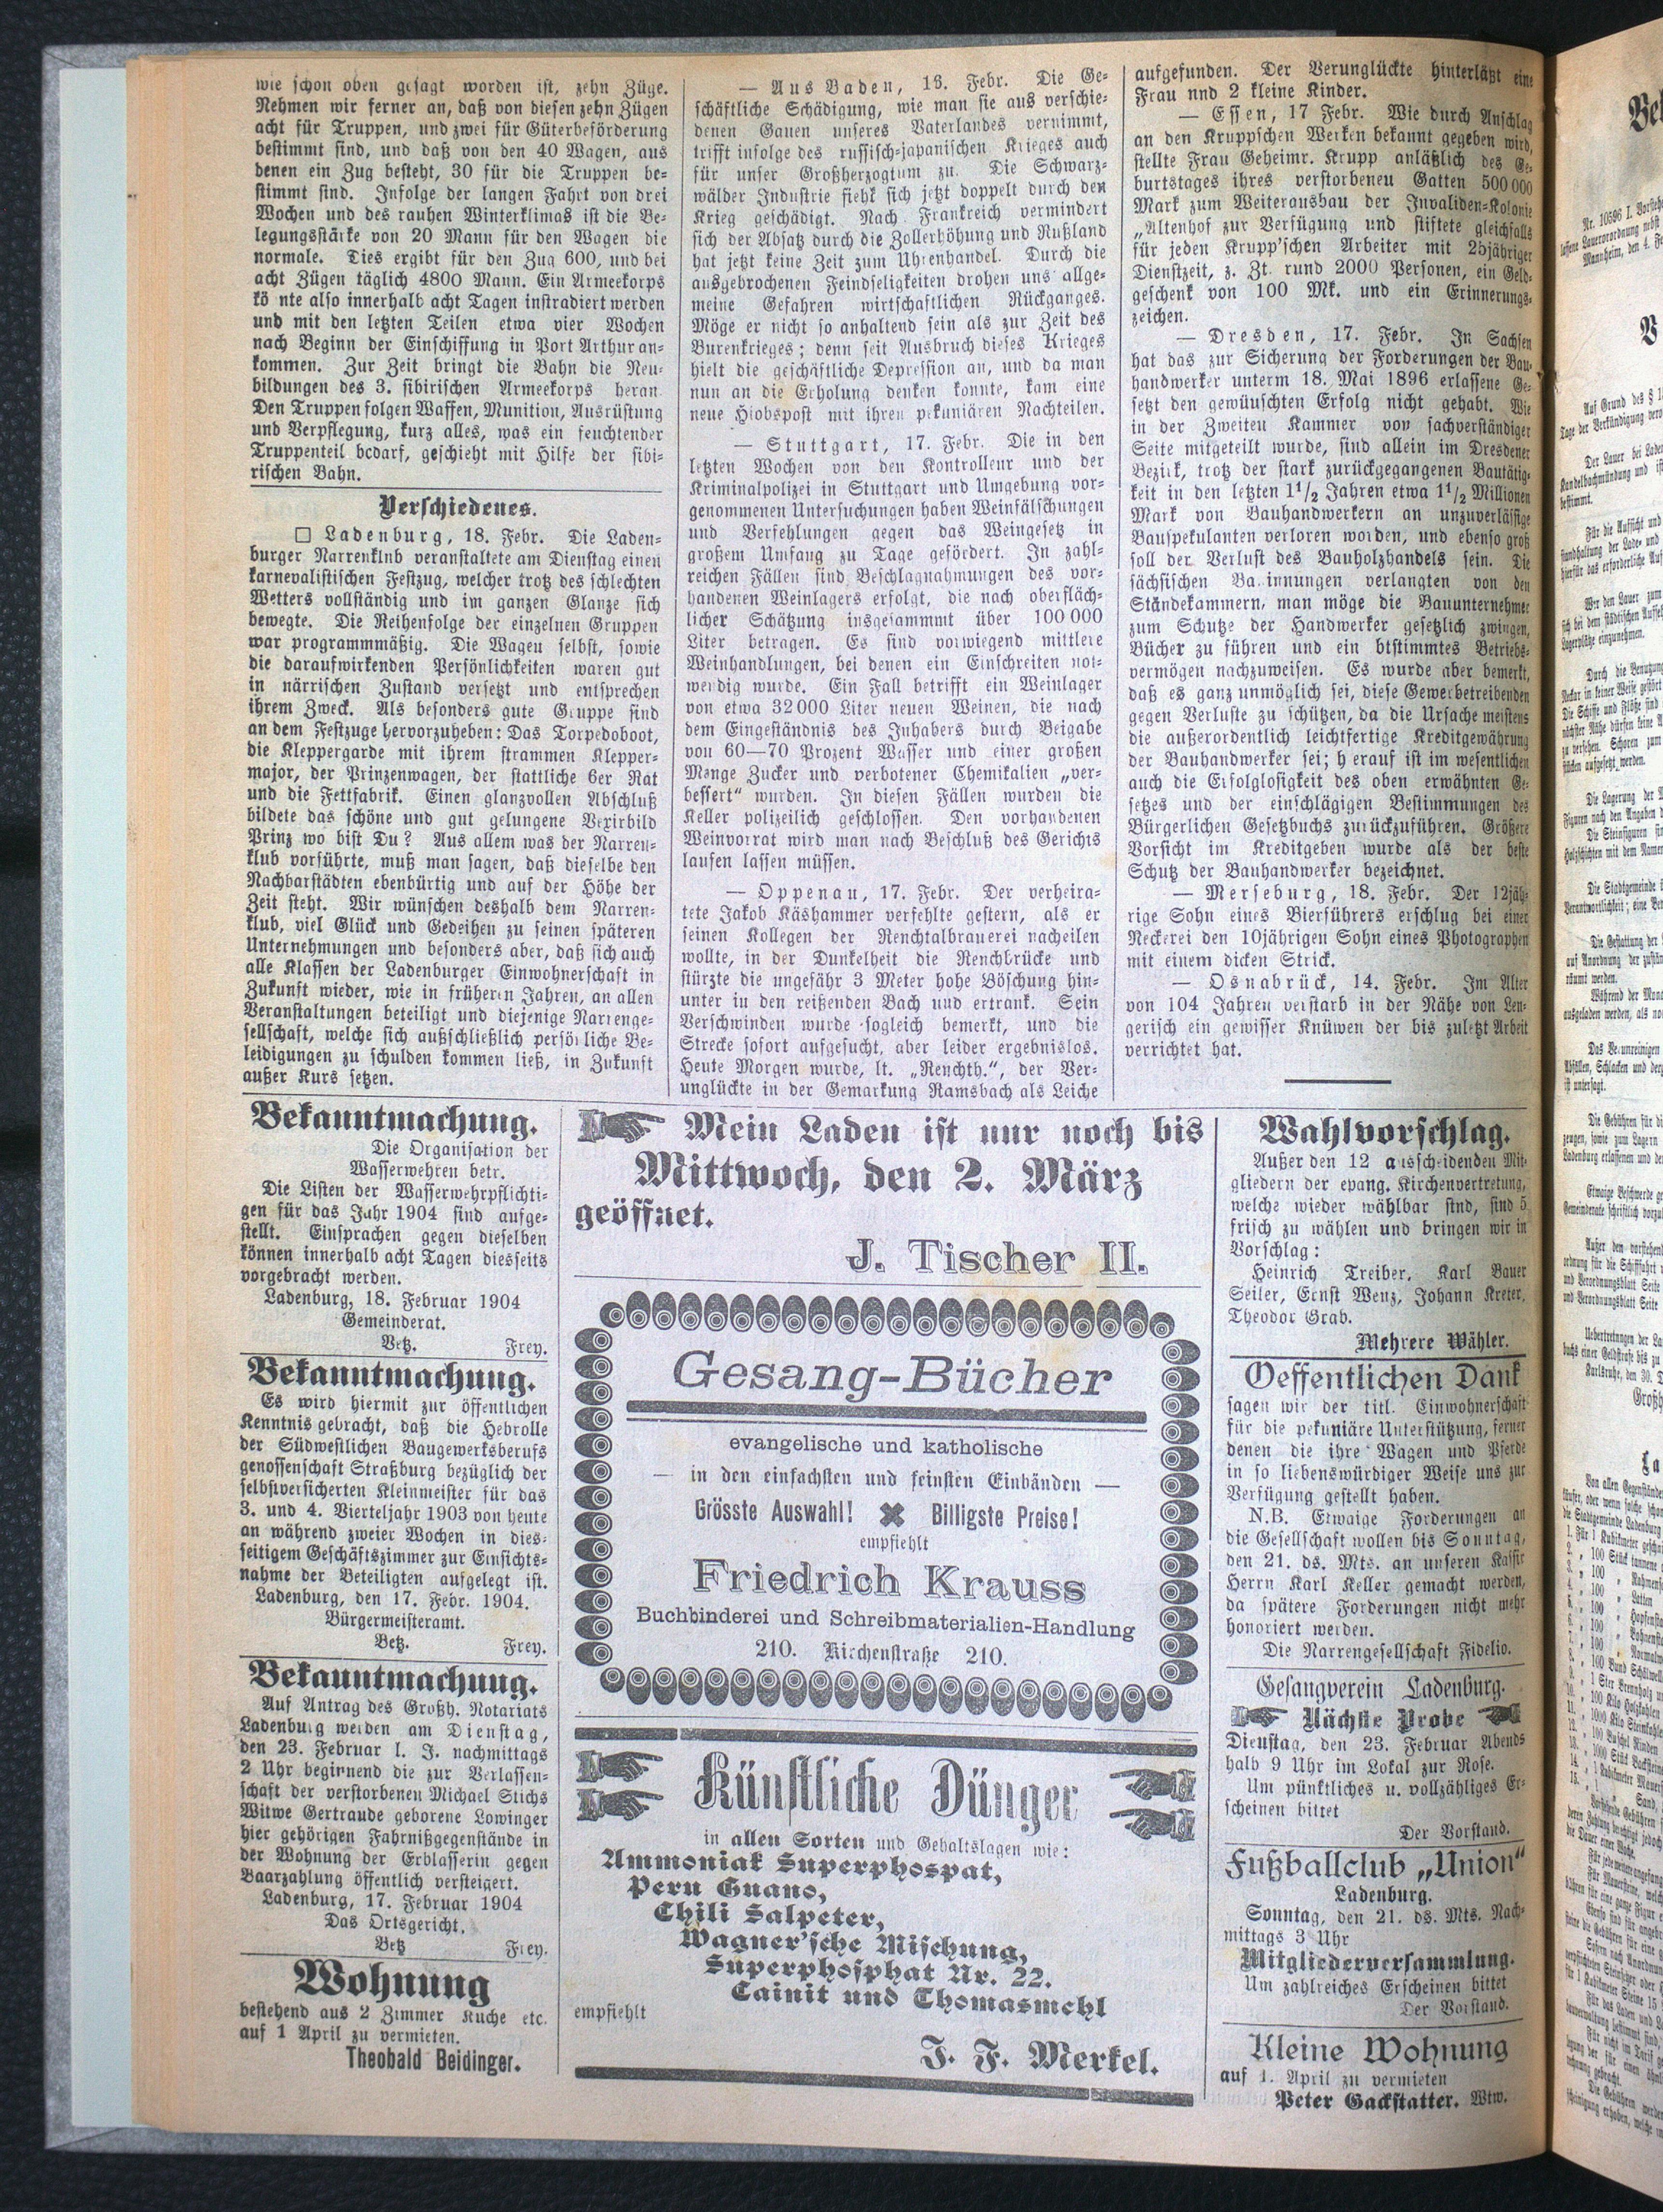 wie schon oben gesagt worden ist, zehn Züge.
Nehmen wir ferner an, daß von diesen zehn Zügen
acht für Truppen, und zwei für Güterbeförderung
bestimmt sind, und daß von den 40 Wagen, aus
denen ein Zug besteht, 30 für die Truppen be-
stimmt sind. Infolge der langen Fahrt von drei
Wochen und des rauhen Winterklimas ist die Be-
legungsstärke von 20 Mann für den Wagen die
normale. Dies ergibt für den Zug 600, und bei
acht Zügen täglich 4800 Mann. Ein Armeekorps
kö nte also innerhalb acht Tagen instradiert werden
und mit den letzten Teilen etwa vier Wochen
nach Beginn der Einschiffung in Port Arthur an-
kommen. Zur Zeit bringt die Bahn die Neu-
bildungen des 3. sibirischen Armeekorps heran.
Den Truppen folgen Waffen, Munition, Ausrüstung
und Verpflegung, kurz alles, was ein fechtender
Truppenteil bedarf, geschieht mit Hilfe der sibi-
rischen Bahn.
Verschiedenes.
□ Ladenburg, 18. Febr. Die Laden-
burger Narrenklub veranstaltete am Dienstag einen
karnevalistischen Festzug, welcher trotz des schlechten
Wetters vollständig und im ganzen Glanze sich
bewegte. Die Reihenfolge der einzelnen Gruppen
war programmmäßig. Die Wagen selbst, sowie
die daraufwirkenden Persönlichkeiten waren gut
in närrischen Zustand versetzt und entsprechen
ihrem Zweck. Als besonders gute Gruppe sind
an dem Festzuge hervorzuheben: Das Torpedoboot,
die Kleppergarde mit ihrem strammen Klepper-
major, der Prinzenwagen, der stattliche 6er Rat
und die Fettfabrik. Einen glanzvollen Abschluß
bildete das schöne und gut gelungene Vexirbild
Prinz wo bist Du? Aus allem was der Narren-
klub vorführte, muß man sagen, daß dieselbe den
Nachbarstädten ebenbürtig und auf der Höhe der
Zeit steht. Wir wünschen deshalb dem Narren-
klub, viel Glück und Gedeihen zu seinen späteren
Unternehmungen und besonders aber, daß sich auch
alle Klassen der Ladenburger Einwohnerschaft in
Zukunft wieder, wie in früheren Jahren, an allen
Veranstaltungen beteiligt und diejenige Narrenge-
sellschaft, welche sich außschließlich persönliche Be-
leidigungen zu schulden kommen ließ, in Zukunft
außer Kurs setzen.
— Aus Baden, 16. Febr. Die Ge-
schäftliche Schädigung, wie man sie aus verschie-
denen Gauen unseres Vaterlandes vernimmt,
trifft infolge des russisch-japanischen Krieges auch
für unser Großherzogtum zu. Die Schwarz-
wälder Industrie sieht sich jetzt doppelt durch den
Krieg geschädigt. Nach Frankreich vermindert
sich der Absatz durch die Zollerhöhung und Rußland
hat jetzt keine Zeit zum Uhrenhandel. Durch die
ausgebrochenen Feindseligkeiten drohen uns allge-
meine Gefahren wirtschaftlichen Rückganges.
Möge er nicht so anhaltend sein als zur Zeit des
Burenkrieges; denn seit Ausbruch dieses Krieges
hielt die geschäftliche Depression an, und da man
nun an die Erholung denken konnte, kam eine
neue Hiobspost mit ihren pekuniären Nachteilen.
— Stuttgart, 17. Febr. Die in den
letzten Wochen von den Kontrolleur und der
Kriminalpolizei in Stuttgart und Umgebung vor-
genommenen Untersuchungen haben Weinfälschungen
und Verfehlungen gegen das Weingesetz in
großem Umfang zu Tage gefördert. In zahl-
reichen Fällen sind Beschlagnahmungen des vor-
handenen Weinlagers erfolgt, die nach oberfläch-
licher Schätzung insgesammt über 100 000
Liter betragen. Es sind vorwiegend mittlere
Weinhandlungen, bei denen ein Einschreiten not-
wendig wurde. Ein Fall betrifft ein Weinlager
von etwa 32 000 Liter neuen Weinen, die nach
dem Eingeständnis des Inhabers durch Beigabe
von 60—70 Prozent Wasser und einer großen
Menge Zucker und verbotener Chemikalien „ver-
bessert“ wurden. In diesen Fällen wurden die
Keller polizeilich geschlossen. Den vorhandenen
Weinvorrat wird man nach Beschluß des Gerichts
laufen lassen müssen.
— Oppenau, 17. Febr. Der verheira-
tete Jakob Käshammer verfehlte gestern, als er
seinen Kollegen der Renchtalbrauerei nacheilen
wollte, in der Dunkelheit die Renchbrücke und
stürzte die ungefähr 3 Meter hohe Böschung hin-
unter in den reißenden Bach und ertrank. Sein
Verschwinden wurde sogleich bemerkt, und die
Strecke sofort aufgesucht, aber leider ergebnislos.
Heute Morgen wurde, lt. „Renchth.“, der Ver-
unglückte in der Gemarkung Ramsbach als Leiche
aufgefunden. Der Verunglückte hinterläßt eine
Frau nnd 2 kleine Kinder.
— Essen, 17 Febr. Wie durch Anschlag
an den Kruppschen Werken bekannt gegeben wird,
stellte Frau Geheimr. Krupp anläßlich des Ge-
burtstages ihres verstorbenen Gatten 500 000
Mark zum Weiterausbau der Invaliden-Kolonie
„Altenhof zur Verfügung und stiftete gleichfalls
für jeden Krupp'schen Arbeiter mit 25jähriger
Dienstzeit, z. Zt. rund 2000 Personen, ein Geld-
geschenk von 100 Mk. und ein Erinnerungs-
zeichen.
— Dresden, 17. Febr. In Sachsen
hat das zur Sicherung der Forderungen der Bau-
handwerker unterm 18. Mai 1896 erlassene Ge-
setzt den gewünschten Erfolg nicht gehabt. Wie
in der Zweiten Kammer von sachverständiger
Seite mitgeteilt wurde, sind allein im Dresdener
Bezirk, trotz der stark zurückgegangenen Bautätig-
keit in den letzten 1 1/2 Jahren etwa 1 1/2 Millionen
Mark von Bauhandwerkern an unzuverlässige
Bauspekulanten verloren worden, und ebenso groß
soll der Verlust des Bauholzhandels sein. Die
sächsischen Ba innungen verlangten von den
Ständekammern, man möge die Bauunternehmer
zum Schutze der Handwerker gesetzlich zwingen,
Bücher zu führen und ein btstimmtes Betriebs-
vermögen nachzuweisen. Es wurde aber bemerkt,
daß es ganz unmöglich sei, diese Gewerbetreibenden
gegen Verluste zu schützen, da die Ursache meistens
die außerordentlich leichtfertige Kreditgewährung
der Bauhandwerker sei; h erauf ist im wesentlichen
auch die Erfolglosigkeit des oben erwähnten Ge-
setzes und der einschlägigen Bestimmungen des
Bürgerlichen Gesetzbuchs zurückzuführen. Größere
Vorsicht im Kreditgeben wurde als der beste
Schutz der Bauhandwerker bezeichnet.
— Merseburg, 18. Febr. Der 12jäh-
rige Sohn eines Bierführers erschlug bei einer
Neckerei den 10jährigen Sohn eines Photographen
mit einem dicken Strick.
— Osnabrück, 14. Febr. Im Alter
von 104 Jahren verstarb in der Nähe von Len-
gerisch ein gewisser Knüwen der bis zuletzt Arbeit
verrichtet hat.
Bekanntmachung.
Die Organisation der
Wasserwehren betr.
Die Listen der Wasserwehrpflichti-
gen für das Jahr 1904 sind aufge-
stellt. Einsprachen gegen dieselben
können innerhalb acht Tagen diesseits
vorgebracht werden.
Ladenburg, 18. Februar 1904
Gemeinderat.
Betz. Frey.
Bekanntmachung.
Es wird hiermit zur öffentlichen
Kenntnis gebracht, daß die Hebrolle
der Südwestlichen Baugewerksberufs
genossenschaft Straßburg bezüglich der
selbstversicherten Kleinmeister für das
3. und 4. Vierteljahr 1903 von heute
an während zweier Wochen in dies-
seitigem Geschäftszimmer zur Einsichts-
nahme der Beteiligten aufgelegt ist.
Ladenburg, den 17. Febr. 1904.
Bürgermeisteramt.
Betz. Frey.
Bekanntmachung.
Auf Antrag des Großh. Notariats
Ladenburg werden am Dienstag,
den 23. Februar l. J. nachmittags
2 Uhr beginnend die zur Verlassen-
schaft der verstorbenen Michael Stichs
Witwe Gertraude geborene Lowinger
hier gehörigen Fahrnißgegenstände in
der Wohnung der Erblasserin gegen
Baarzahlung öffentlich versteigert.
Ladenburg, 17. Februar 1904
Das Ortsgericht.
Betz Frey.
Wohnung
bestehend aus 2 Zimmer Küche etc.
auf 1 April zu vermieten.
Theobald Beidinger.
Mein Laden ist nur noch bis
Mittwoch, den 2. März
geöffnet.
J. Tischer II.
Gesang-Bücher
evangelische und katholische
— in den einfachsten und feinsten Einbänden —
Grösste Auswahl! ✖ Billigste Preise!
empfiehlt
Friedrich Krauss
Buchbinderei und Schreibmaterialien-Handlung
210. Kirchenstraße 210.
Künstliche Dünger
in allen Sorten und Gehaltslagen wie:
Ammoniak Superphospat,
Peru Guano,
Chili Salpeter,
Wagner'sche Mischung,
Superphosphat Nr. 22.
Cainit und Thomasmehl
empfiehlt
J. F. Merkel.
Wahlvorschlag.
Außer den 12 ausscheidenden Mit-
gliedern der evang. Kirchenvertretung,
welche wieder wählbar sind, sind 5
frisch zu wählen und bringen wir in
Vorschlag:
Heinrich Treiber, Karl Bauer
Seiler, Ernst Wenz, Johann Kreter,
Theodor Grab.
Mehrere Wähler.
Oeffentlichen Dank
sagen wir der titl. Einwohnerschaft
für die pekuniäre Unterstützung, ferner
denen die ihre Wagen und Pferde
in so liebenswürdiger Weise uns zur
Verfügung gestellt haben.
N.B. Etwaige Forderungen an
die Gesellschaft wollen bis Sonntag,
den 21. ds. Mts. an unseren Kassir
Herrn Karl Keller gemacht werden,
da spätere Forderungen nicht mehr
honoriert werden.
Die Narrengesellschaft Fidelio.
Gesangverein Ladenburg.
Nächste Probe
Dienstag, den 23. Februar Abends
halb 9 Uhr im Lokal zur Rose.
Um pünktliches u. vollzähliges Er-
scheinen bittet
Der Vorstand.
Fußballclub „Union“
Ladenburg.
Sonntag, den 21. ds. Mts. Nach-
mittags 3 Uhr
Mitgliederversammlung.
Um zahlreiches Erscheinen bittet
Der Vorstand.
Kleine Wohnung
auf 1. April zu vermieten
Peter Gackstatter. Wtw.